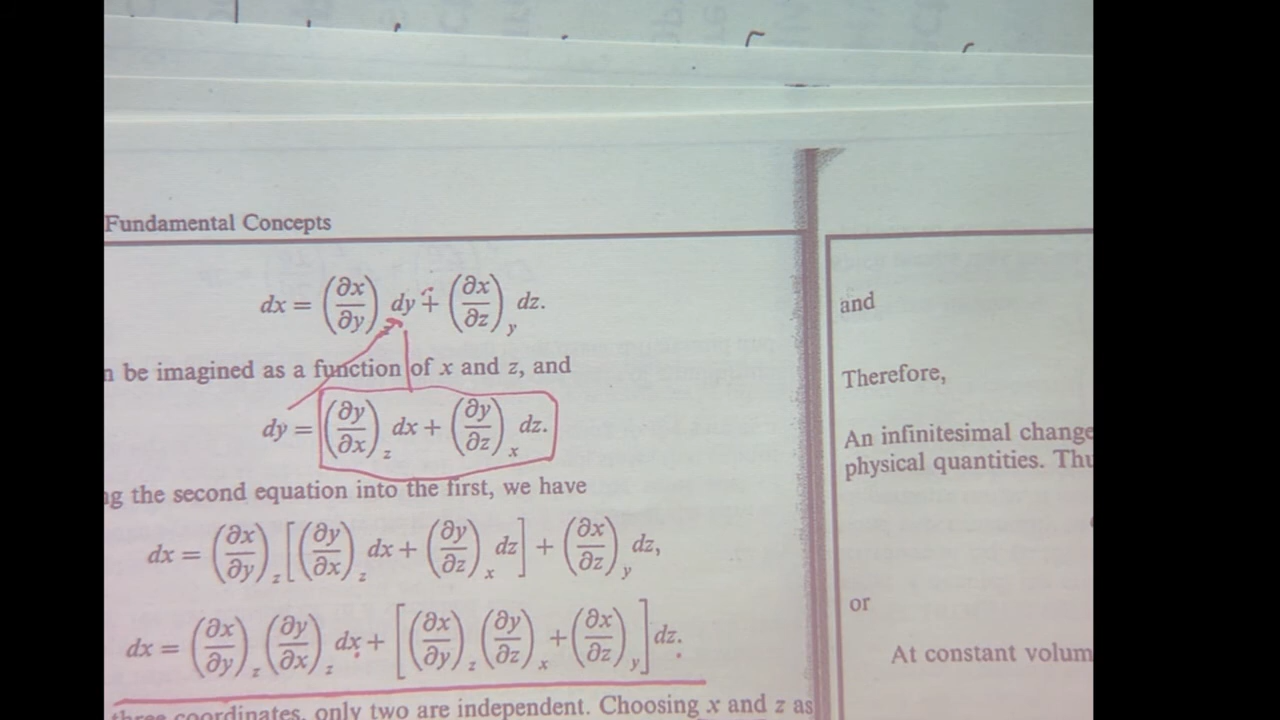 Fundamental Concepts
dx = (∂x/∂y)_z dy + (∂x/∂z)_y dz.
be imagined as a function of x and z, and
dy = (∂y/∂x)_z dx + (∂y/∂z)_x dz.
the second equation into the first, we have
dx = (∂x/∂y)_z [(∂y/∂x)_z dx + (∂y/∂z)_x dz] + (∂x/∂z)_y dz,
dx = (∂x/∂y)_z (∂y/∂x)_z dx + [(∂x/∂y)_z (∂y/∂z)_x + (∂x/∂z)_y] dz.
three coordinates, only two are independent. Choosing x and z as
and
Therefore,
An infinitesimal change
physical quantities. Thu
or
At constant volum